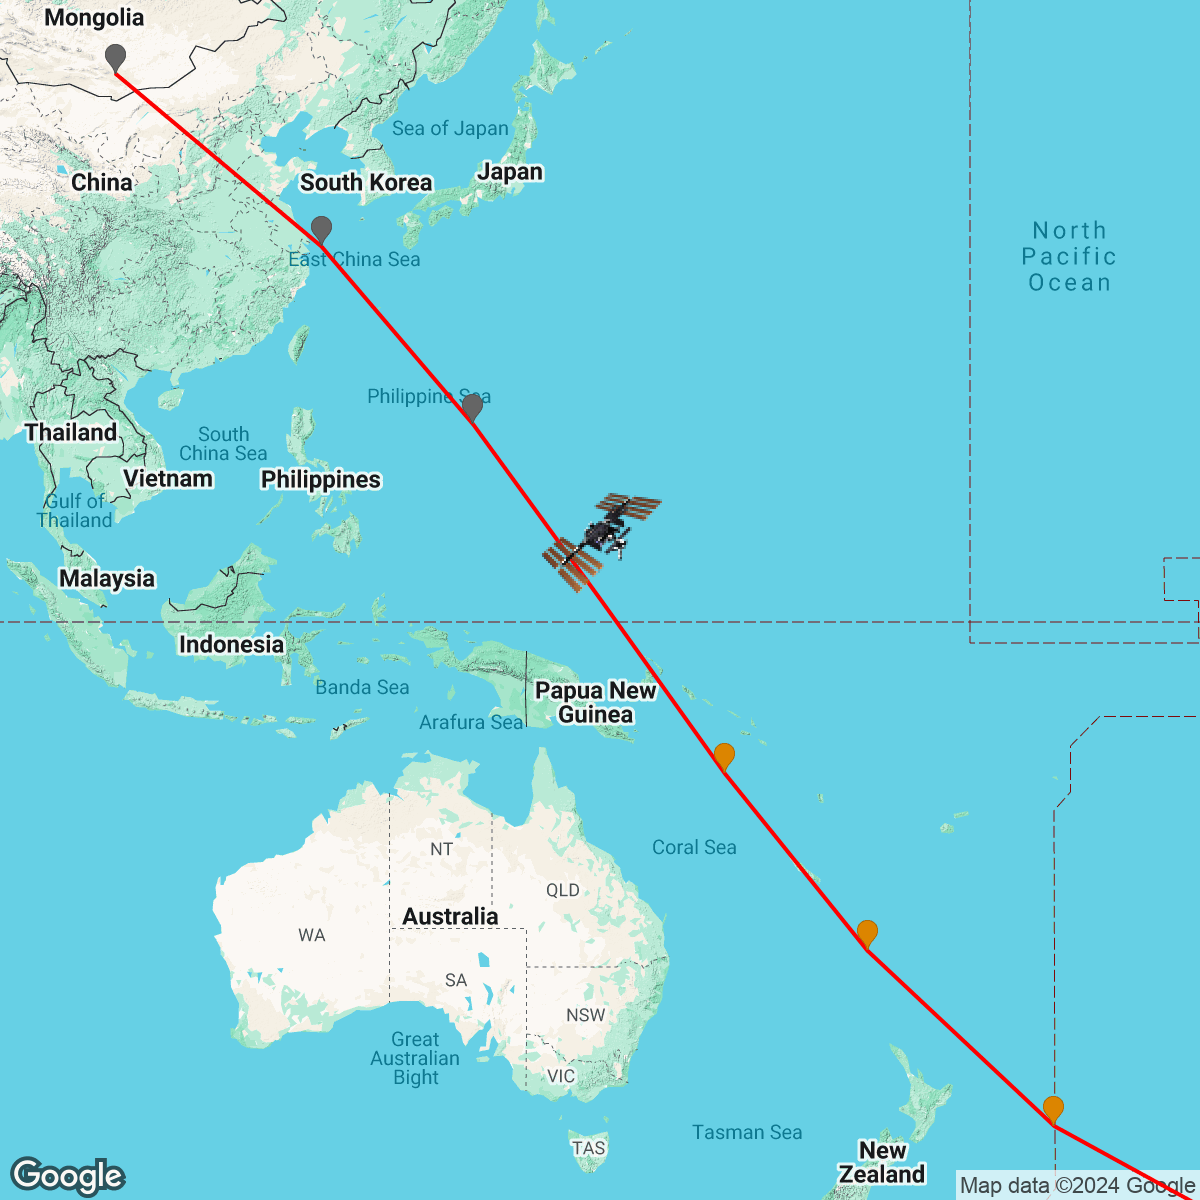 Mongolia
Sea of Japan
Japan
China
South Korea
North
Pacific
Ocean
East China Sea
Philippine Sea
Thailand
South
China Sea
Vietnam
Philippines
Gulf of
Thailand
Malaysia
Indonesia
Banda Sea
Papua New
Guinea
Arafura Sea
NT
Coral Sea
QLD
Australia
WA
SA
NSW
Great
Australian
Bight
VIC
Tasman Sea
TAS
New
Zealand
Google
Map data ©2024 Google